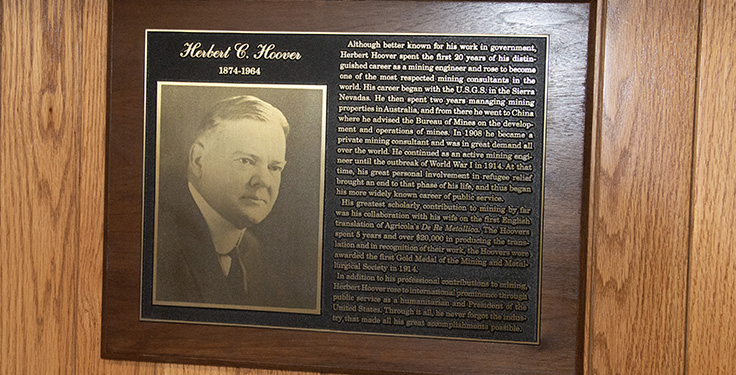 Herbert C. Hoover
1874-1964
Although better known for his work in government,
Herbert Hoover spent the first 20 years of his distin-
guished career as a mining engineer and rose to become
one of the most respected mining consultants in the
world. His career began with the U.S.G.S. in the Sierra
Nevadas. He then spent two years managing mining
properties in Australia, and from there he went to China
where he advised the Bureau of Mines on the develop-
ment and operations of mines. In 1908 he became a
private mining consultant and was in great demand all
over the world. He continued as an active mining engi-
neer until the outbreak of World War I in 1914. At that
time, his great personal involvement in refugee relief
brought an end to that phase of his life, and thus began
his more widely known career of public service.
His greatest scholarly contribution to mining by far
was his collaboration with his wife on the first English
translation of Agricola's De Re Metallica. The Hoovers
spent 5 years and over $20,000 in producing the trans-
lation and in recognition of their work, the Hoovers were
awarded the first Gold Medal of the Mining and Metal-
lurgical Society in 1914.
In addition to his professional contributions to mining,
Herbert Hoover rose to international prominence through
public service as a humanitarian and President of the
United States. Through it all, he never forgot the indus-
try that made all his great accomplishments possible.